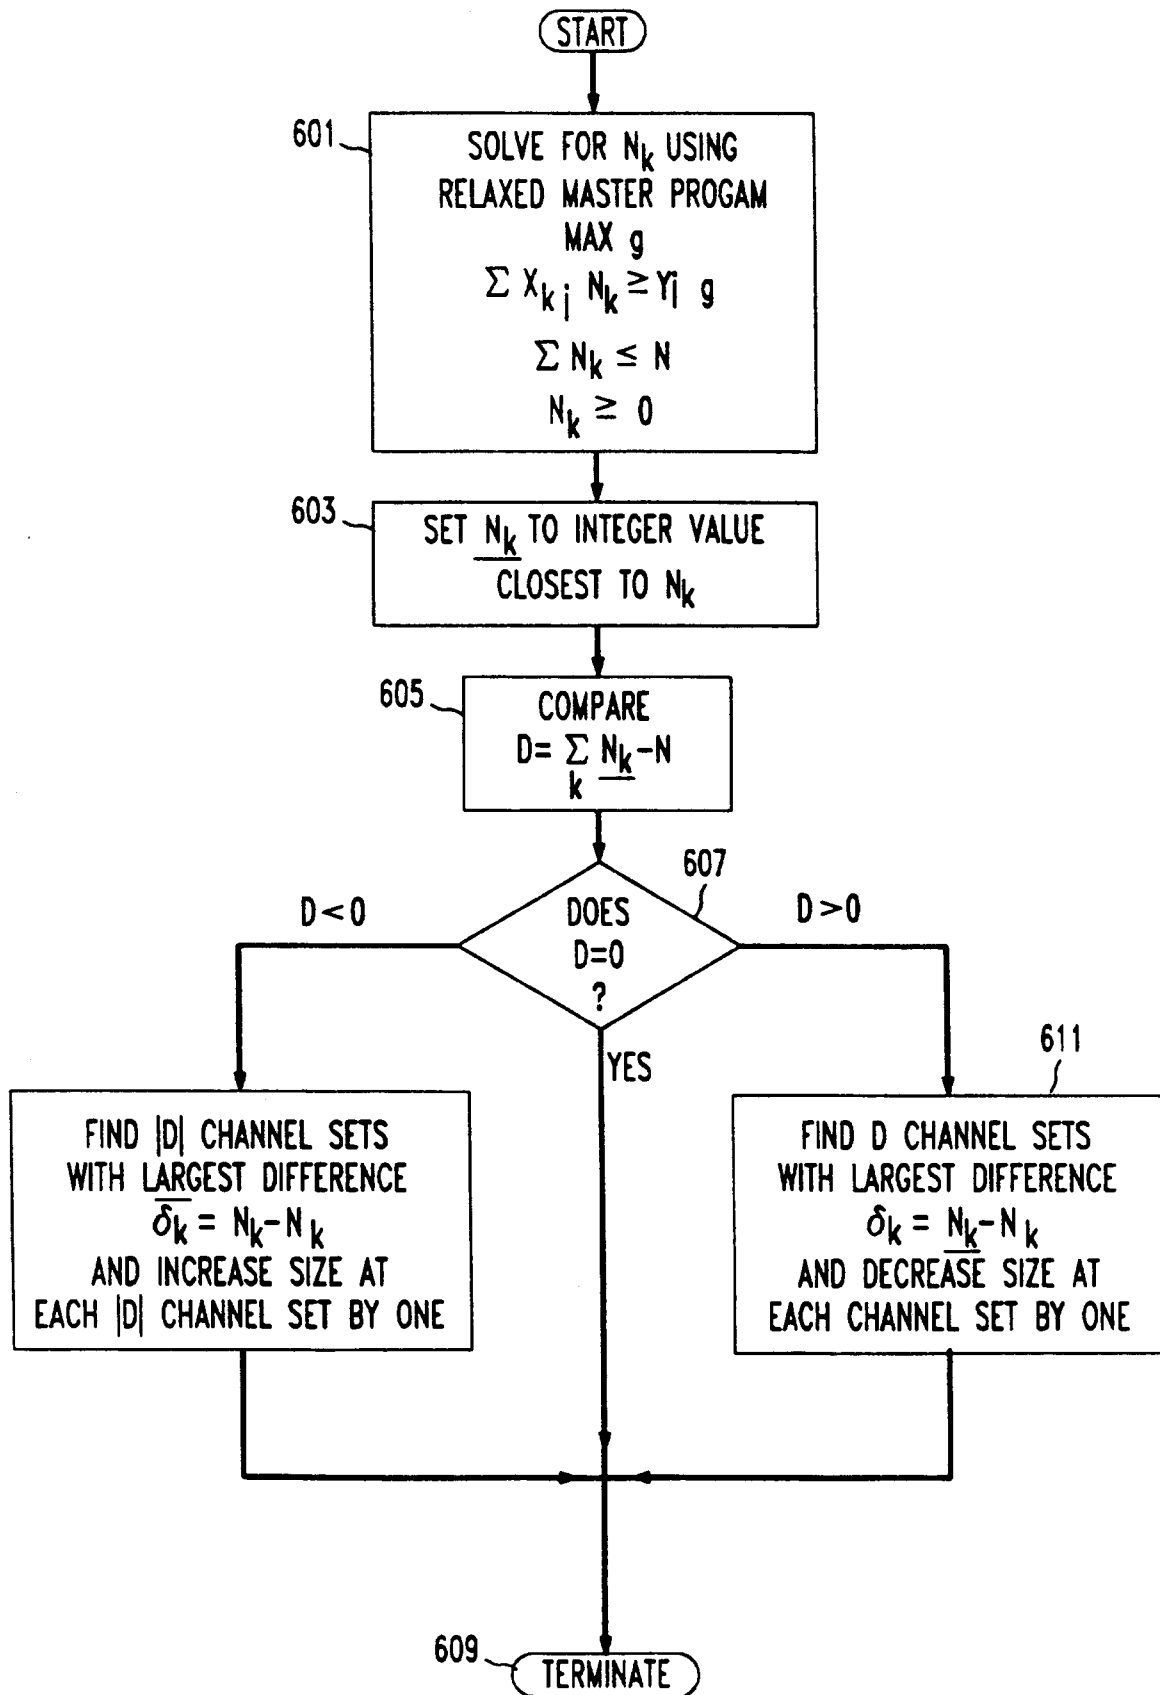 START
601
SOLVE FOR Nk USING
RELAXED MASTER PROGAM
MAX g
Σ Xkj Nk ≥ Yj g
Σ Nk ≤ N
Nk ≥ 0
603
SET Nk TO INTEGER VALUE
CLOSEST TO Nk
605
COMPARE
D= Σ Nk -N
k
607
D<0
DOES
D=0
?
D>0
YES
611
FIND |D| CHANNEL SETS
WITH LARGEST DIFFERENCE
δk = Nk - Nk
AND INCREASE SIZE AT
EACH |D| CHANNEL SET BY ONE
FIND D CHANNEL SETS
WITH LARGEST DIFFERENCE
δk = Nk - Nk
AND DECREASE SIZE AT
EACH CHANNEL SET BY ONE
609
TERMINATE